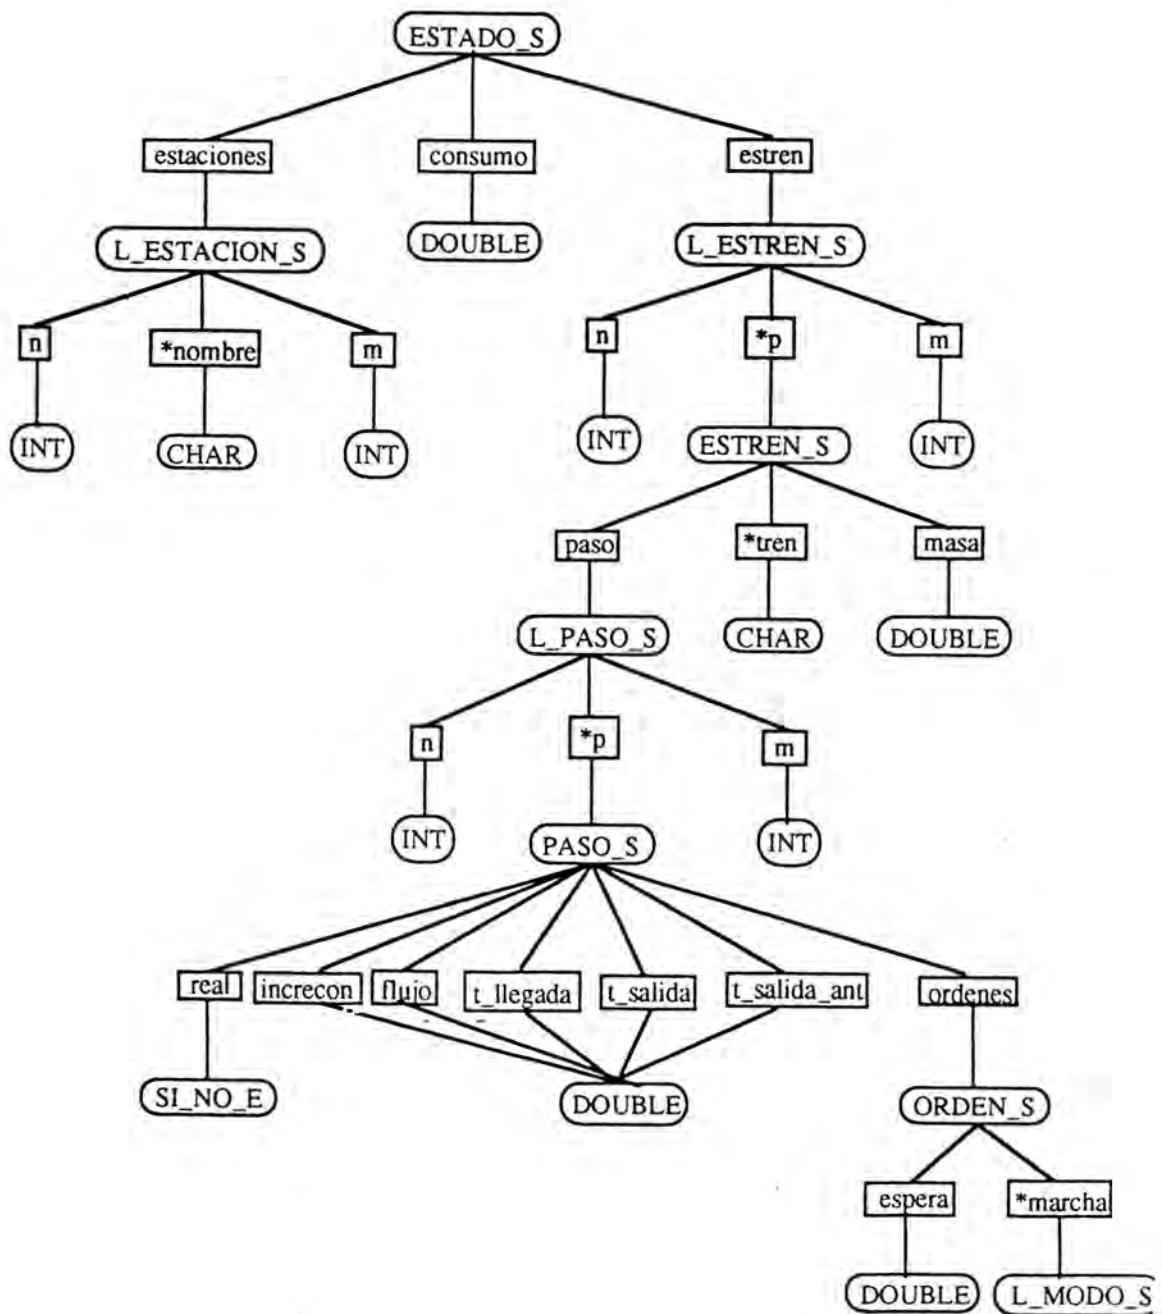 ESTADO_S
estaciones consumo estren
L_ESTACION_S DOUBLE L_ESTREN_S
n *nombre m n *p m
INT CHAR INT INT ESTREN_S INT
paso *tren masa
L_PASO_S CHAR DOUBLE
n *p m
INT PASO_S INT
real increcon flujo t_llegada t_salida t_salida_ant ordenes
SI_NO_E DOUBLE ORDEN_S
espera *marcha
DOUBLE L_MODO_S